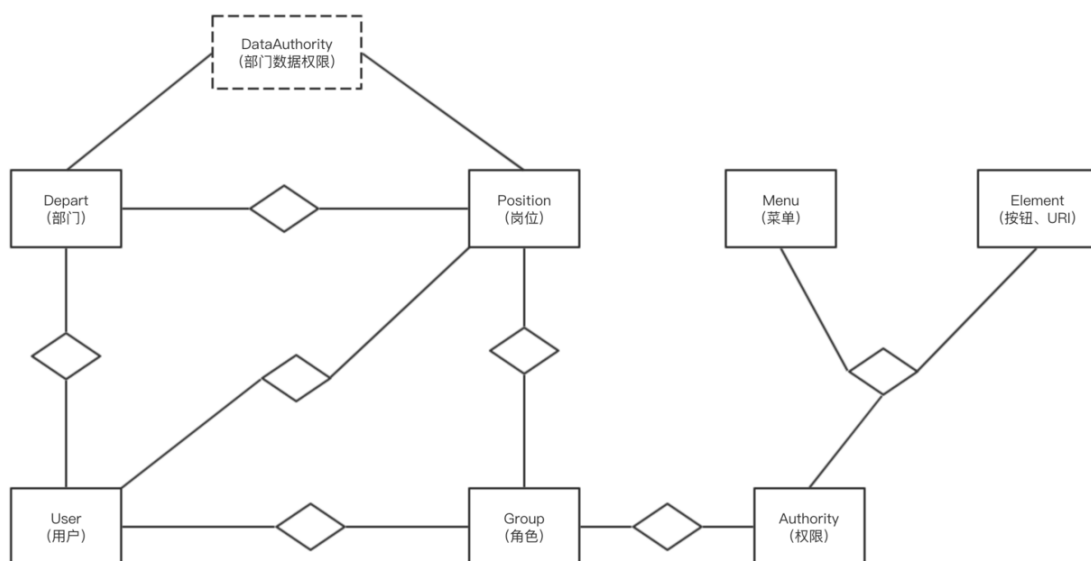 DataAuthority
（部门数据权限）
Depart
（部门）
Position
（岗位）
Menu
（菜单）
Element
（按钮、URI）
User
（用户）
Group
（角色）
Authority
（权限）